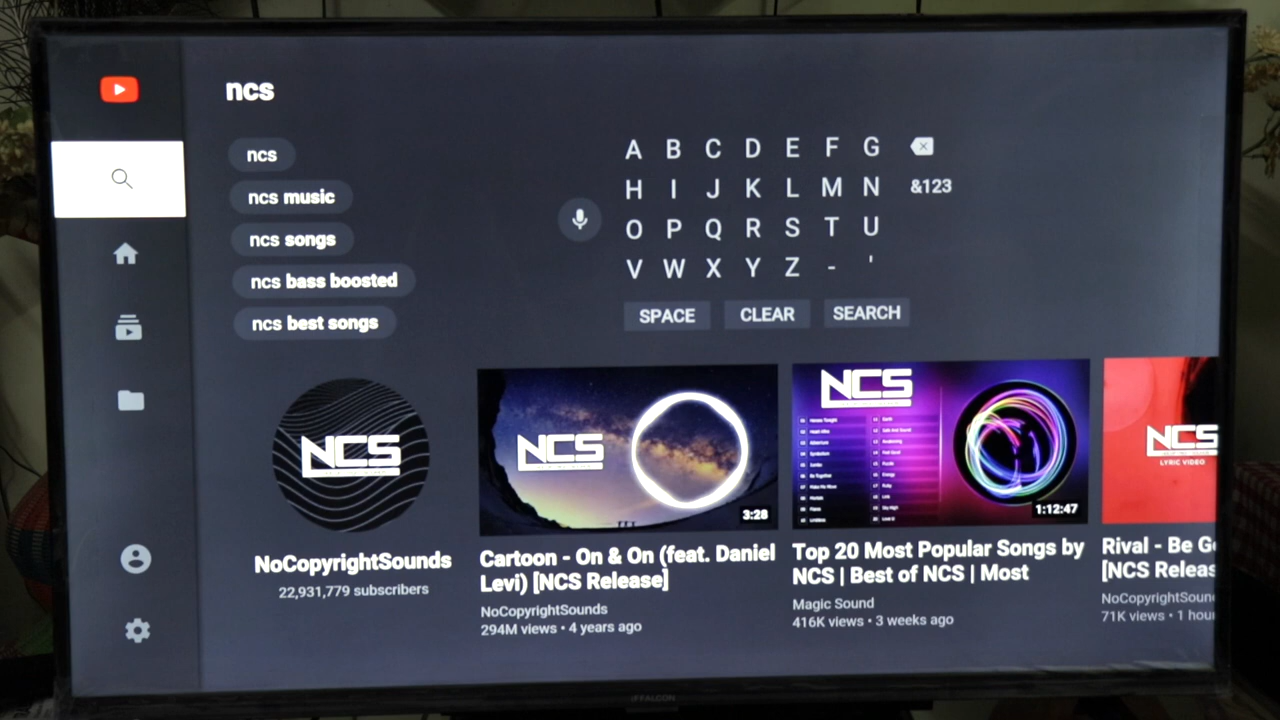 ncs
ncs
ncs music
ncs songs
ncs bass boosted
ncs best songs
A B C D E F G
H I J K L M N &123
O P Q R S T U
V W X Y Z - '
SPACE CLEAR SEARCH
NCS
NoCopyrightSounds
22,931,779 subscribers
NCS
3:28
Cartoon - On & On (feat. Daniel
Levi) [NCS Release]
NoCopyrightSounds
294M views • 4 years ago
NCS
1:12:47
Top 20 Most Popular Songs by
NCS | Best of NCS | Most
Magic Sound
416K views • 3 weeks ago
NCS
LYRIC VIDEO
Rival - Be G
[NCS Releas
NoCopyrightSoun
71K views • 1 hou
iFFALCON